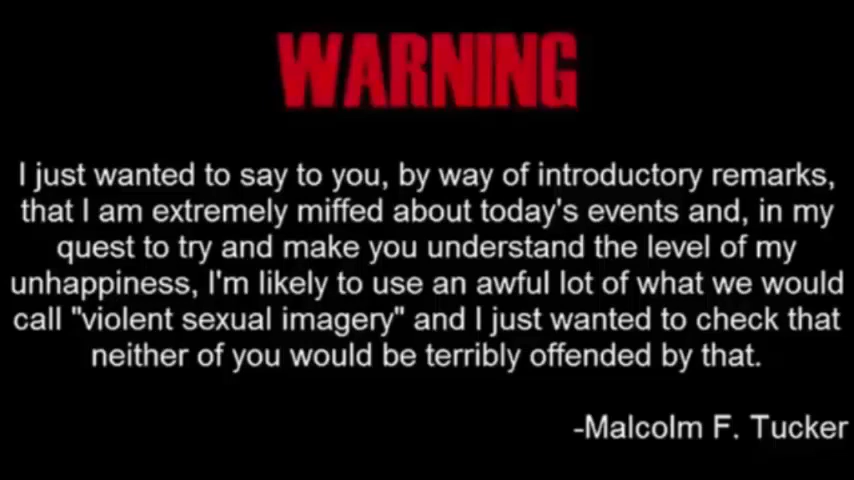 WARNING
I just wanted to say to you, by way of introductory remarks,
that I am extremely miffed about today's events and, in my
quest to try and make you understand the level of my
unhappiness, I'm likely to use an awful lot of what we would
call "violent sexual imagery" and I just wanted to check that
neither of you would be terribly offended by that.
-Malcolm F. Tucker